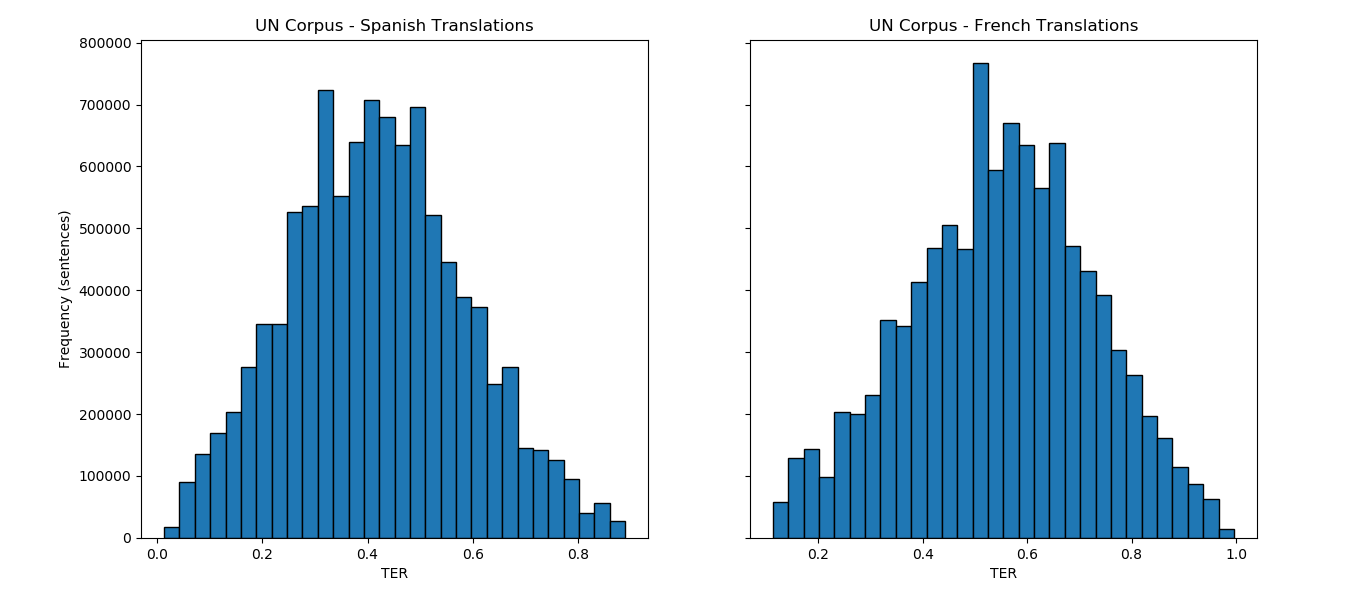 UN Corpus - Spanish Translations
800000
700000
600000
500000
400000
300000
200000
100000
0
Frequency (sentences)
0.0 0.2 0.4 0.6 0.8
TER
UN Corpus - French Translations
0.2 0.4 0.6 0.8 1.0
TER